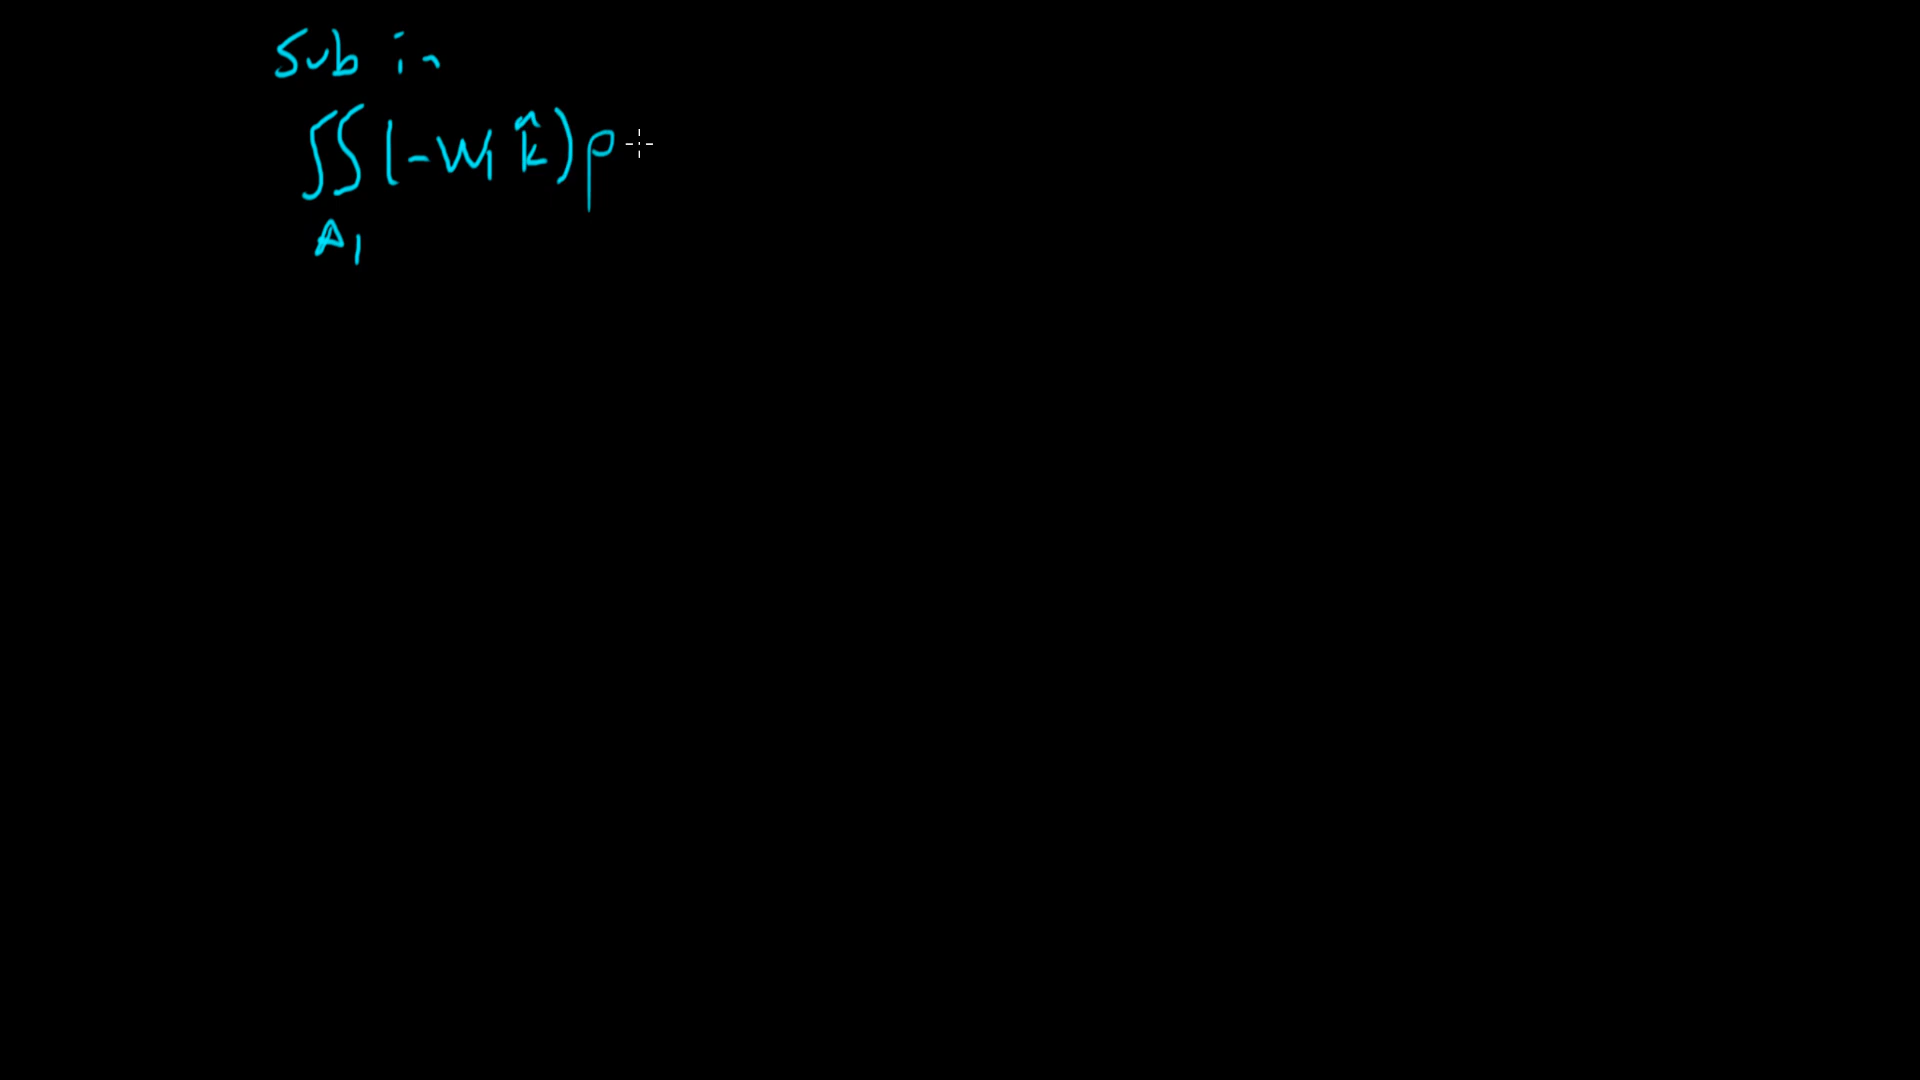 Sub in
∬(-W₁ k̂)ρ
A₁